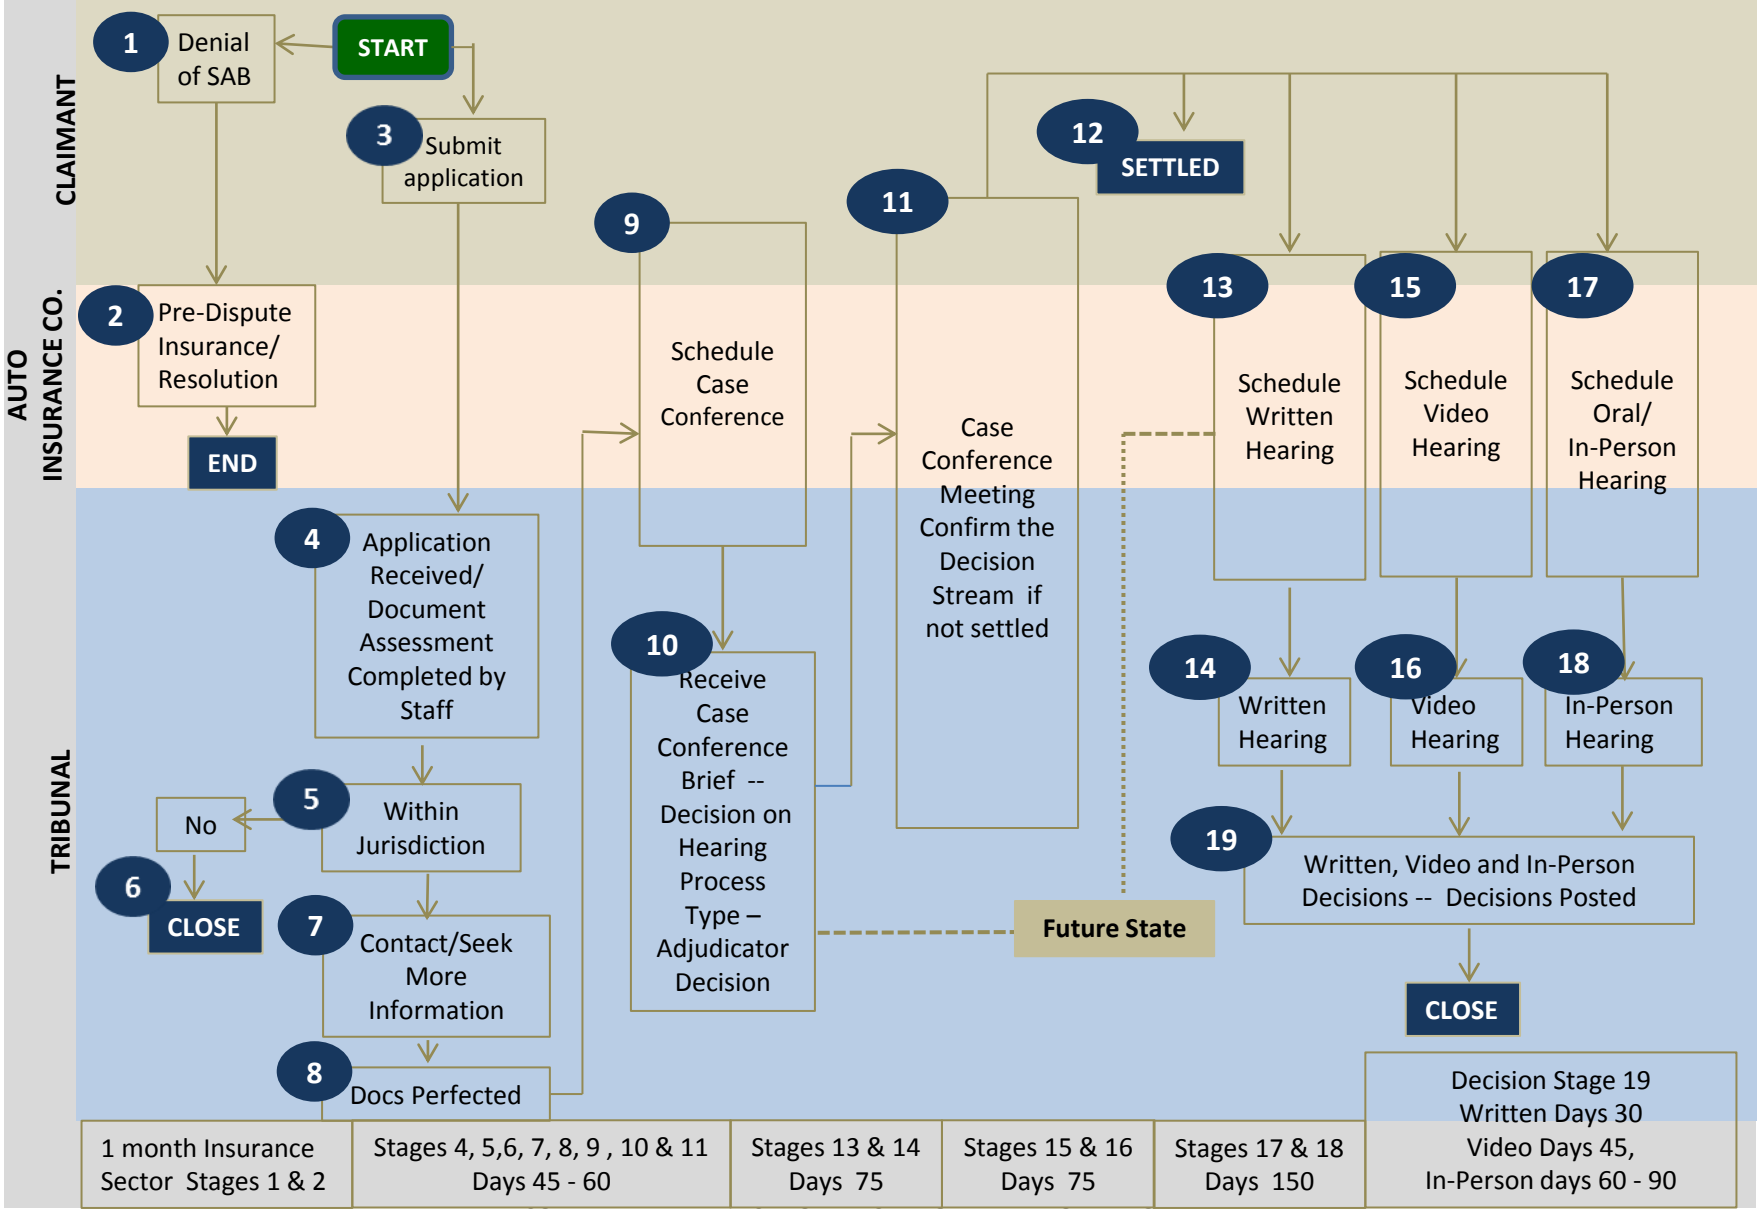 CLAIMANT
AUTO
INSURANCE CO.
TRIBUNAL
START
1
Denial
of SAB
2
Pre-Dispute
Insurance/
Resolution
END
3
Submit
application
4
Application
Received/
Document
Assessment
Completed by
Staff
5
Within
Jurisdiction
No
6
CLOSE
7
Contact/Seek
More
Information
8
Docs Perfected
9
Schedule
Case
Conference
10
Receive
Case
Conference
Brief --
Decision on
Hearing
Process
Type –
Adjudicator
Decision
11
Case
Conference
Meeting
Confirm the
Decision
Stream if
not settled
12
SETTLED
13
Schedule
Written
Hearing
14
Written
Hearing
15
Schedule
Video
Hearing
16
Video
Hearing
17
Schedule
Oral/
In-Person
Hearing
18
In-Person
Hearing
19
Written, Video and In-Person
Decisions -- Decisions Posted
Future State
CLOSE
1 month Insurance
Sector Stages 1 & 2
Stages 4, 5,6, 7, 8, 9 , 10 & 11
Days 45 - 60
Stages 13 & 14
Days 75
Stages 15 & 16
Days 75
Stages 17 & 18
Days 150
Decision Stage 19
Written Days 30
Video Days 45,
In-Person days 60 - 90